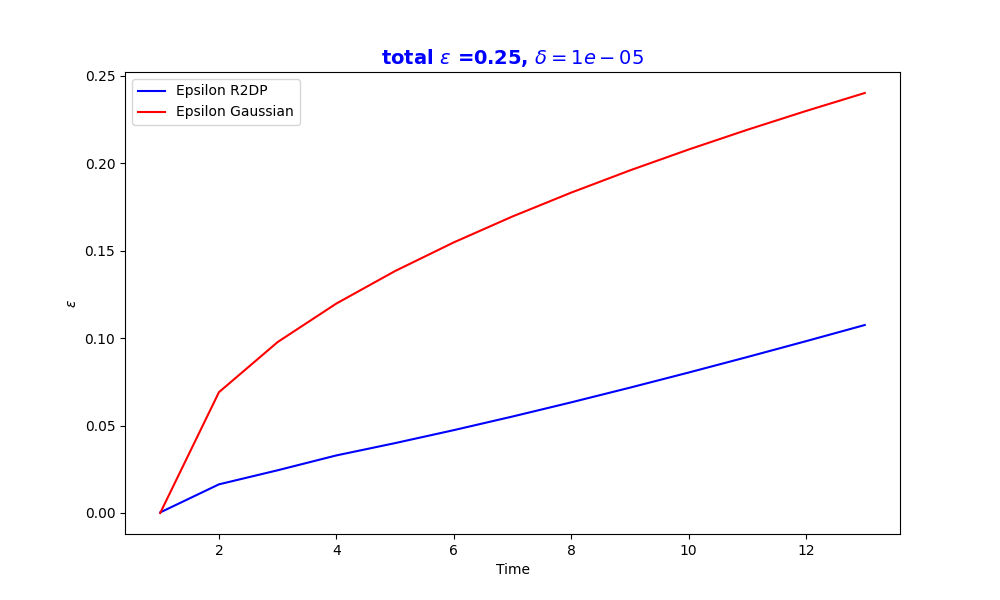 total ε =0.25, δ = 1e − 05
Epsilon R2DP
Epsilon Gaussian
0.25
0.20
0.15
0.10
0.05
0.00
ε
2 4 6 8 10 12
Time